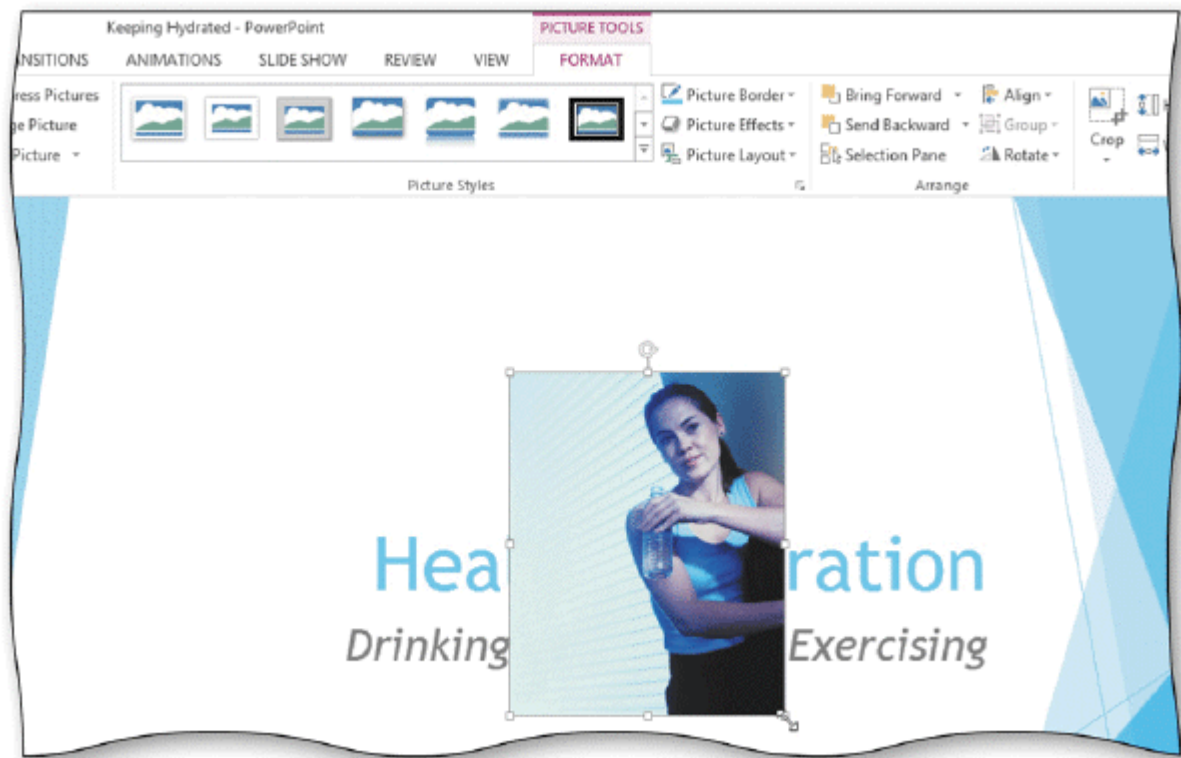 Keeping Hydrated - PowerPoint
PICTURE TOOLS
NSITIONS ANIMATIONS SLIDE SHOW REVIEW VIEW FORMAT
ress Pictures
ge Picture
Picture
Picture Border
Picture Effects
Picture Layout
Picture Styles
Bring Forward
Send Backward
Selection Pane
Align
Group
Rotate
Arrange
Crop
Hea ration
Drinking Exercising